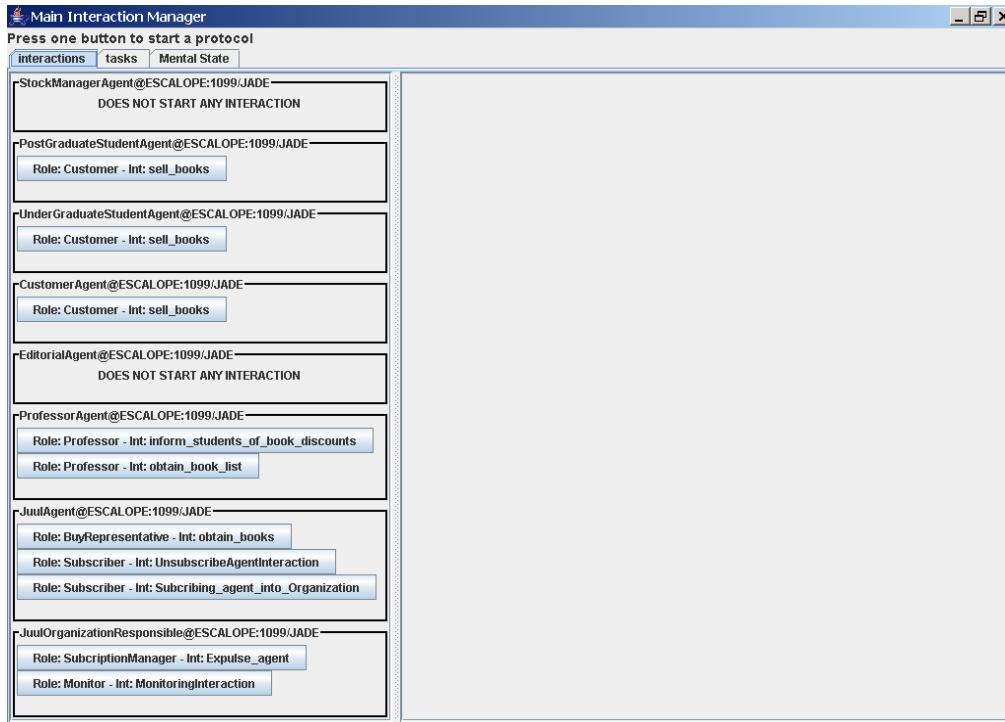 Main Interaction Manager
Press one button to start a protocol
interactions tasks Mental State
StockManagerAgent@ESCALOPE:1099/JADE
DOES NOT START ANY INTERACTION
PostGraduateStudentAgent@ESCALOPE:1099/JADE
Role: Customer - Int: sell_books
UnderGraduateStudentAgent@ESCALOPE:1099/JADE
Role: Customer - Int: sell_books
CustomerAgent@ESCALOPE:1099/JADE
Role: Customer - Int: sell_books
EditorialAgent@ESCALOPE:1099/JADE
DOES NOT START ANY INTERACTION
ProfessorAgent@ESCALOPE:1099/JADE
Role: Professor - Int: inform_students_of_book_discounts
Role: Professor - Int: obtain_book_list
JuulAgent@ESCALOPE:1099/JADE
Role: BuyRepresentative - Int: obtain_books
Role: Subscriber - Int: UnsubscribeAgentInteraction
Role: Subscriber - Int: Subcribing_agent_into_Organization
JuulOrganizationResponsible@ESCALOPE:1099/JADE
Role: SubcriptionManager - Int: Expulse_agent
Role: Monitor - Int: MonitoringInteraction